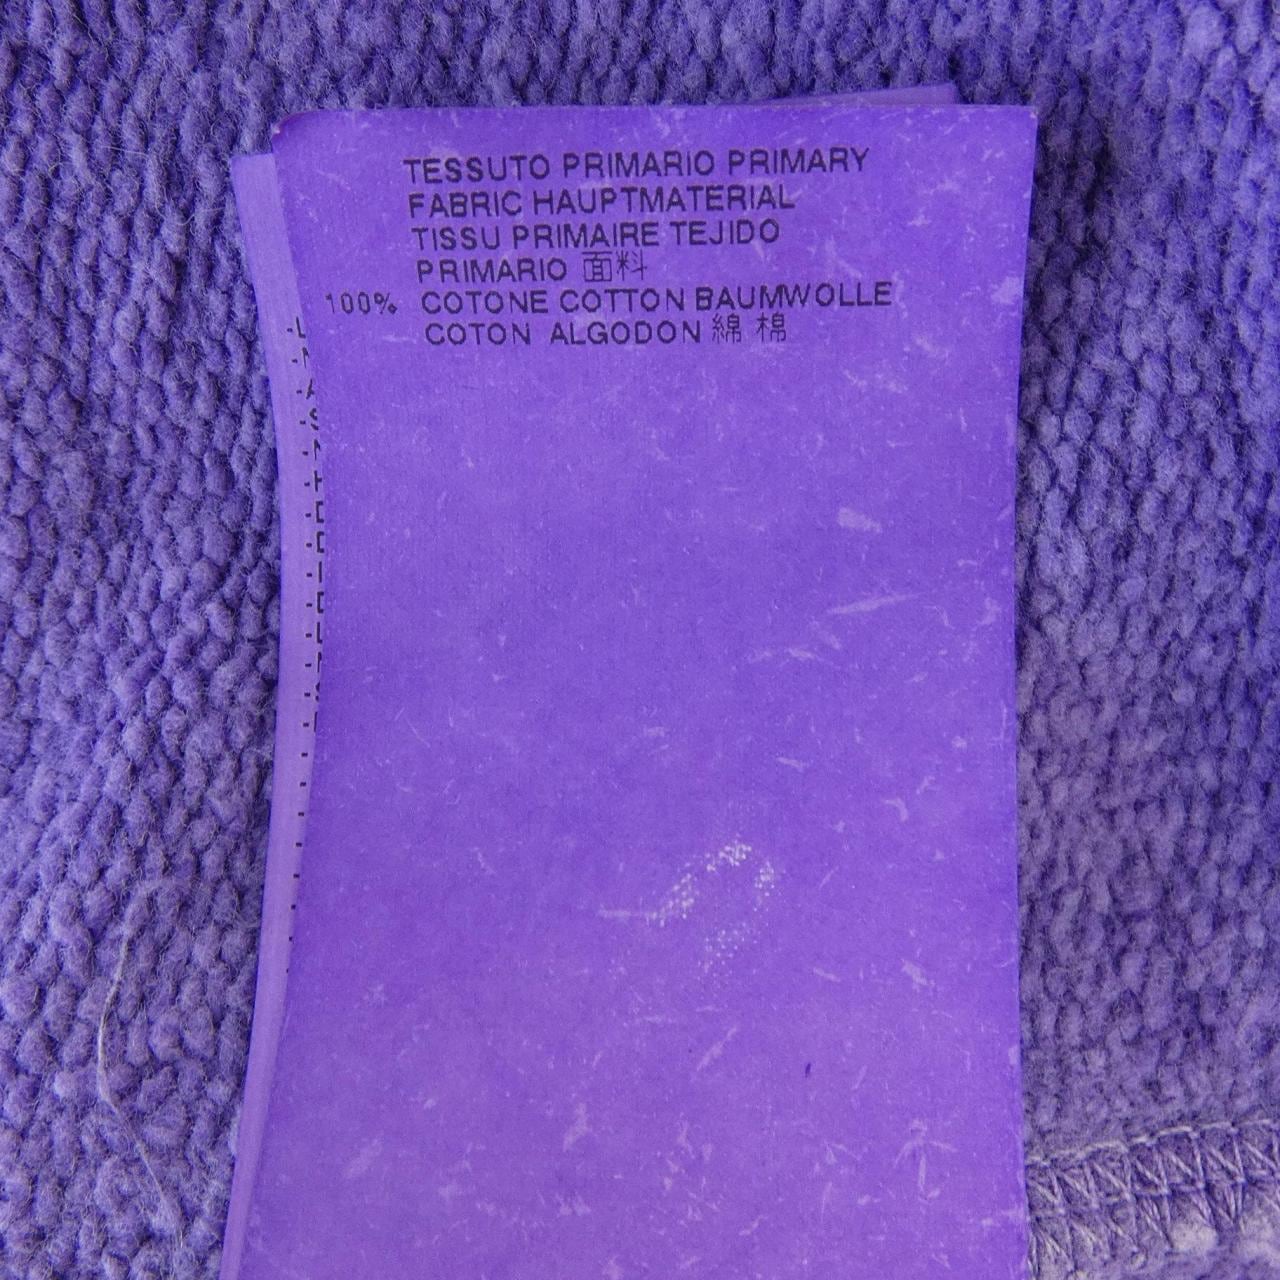 TESSUTO PRIMARIO PRIMARY
FABRIC HAUPTMATERIAL
TISSU PRIMAIRE TEJIDO
PRIMARIO 面料
100% COTONE COTTON BAUMWOLLE
COTON ALGODON 綿 棉